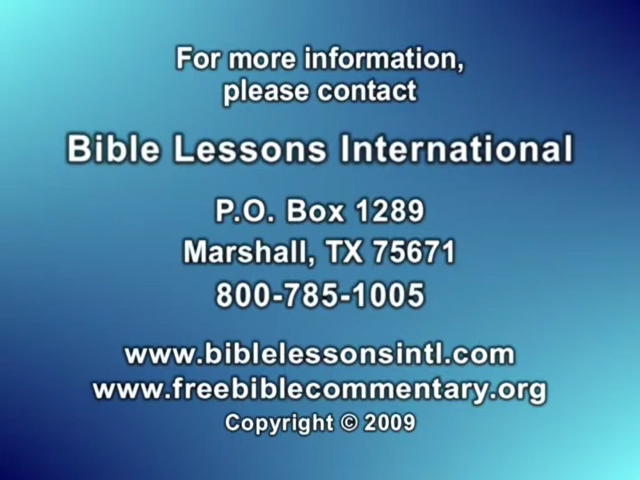 For more information,
please contact
Bible Lessons International
P.O. Box 1289
Marshall, TX 75671
800-785-1005
www.biblelessonsintl.com
www.freebiblecommentary.org
Copyright © 2009